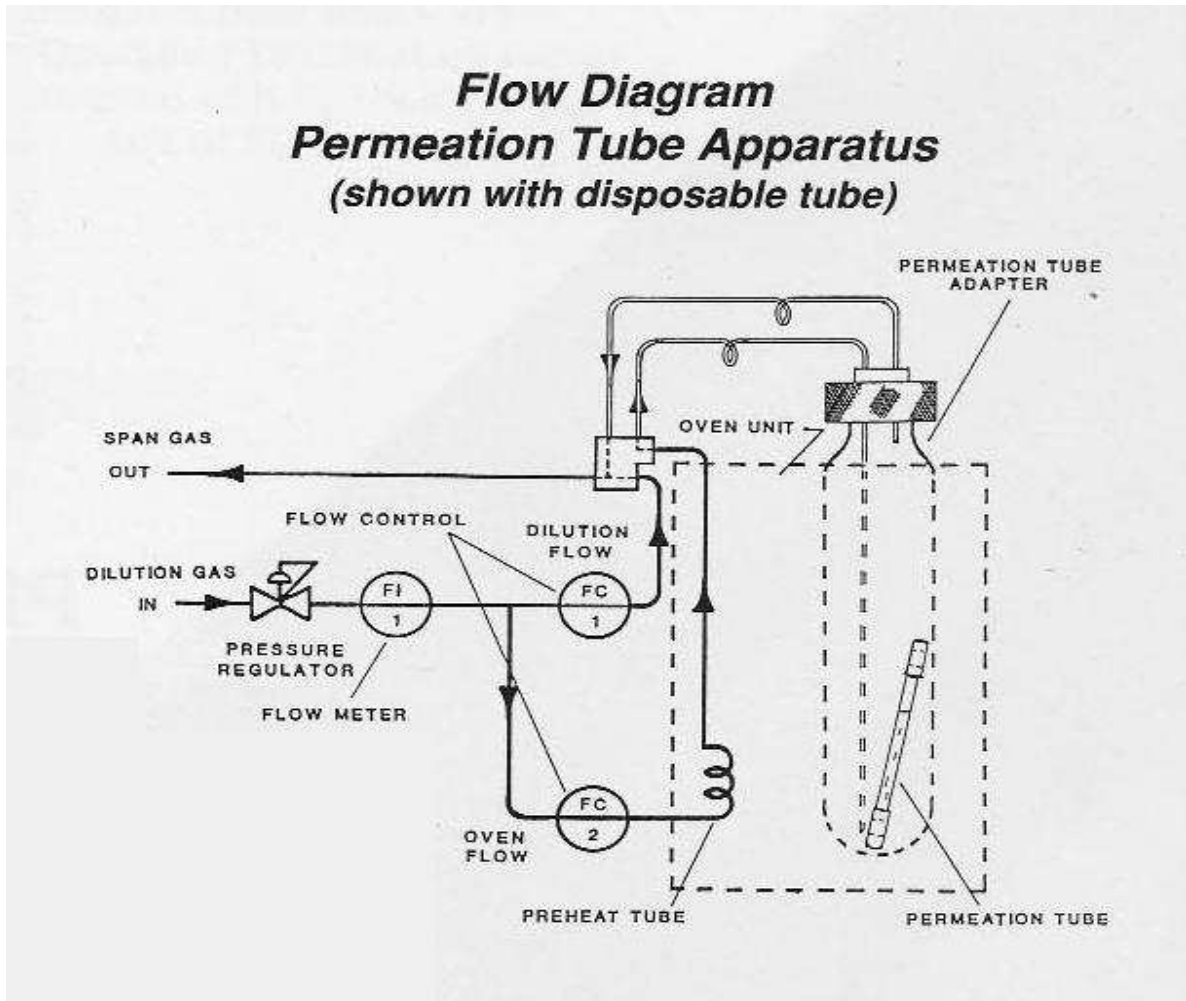 Flow Diagram
Permeation Tube Apparatus
(shown with disposable tube)
PERMEATION TUBE
ADAPTER
OVEN UNIT
SPAN GAS
OUT
FLOW CONTROL
DILUTION
FLOW
DILUTION GAS
IN
FI
1
FC
1
PRESSURE
REGULATOR
FLOW METER
FC
2
OVEN
FLOW
PREHEAT TUBE
PERMEATION TUBE